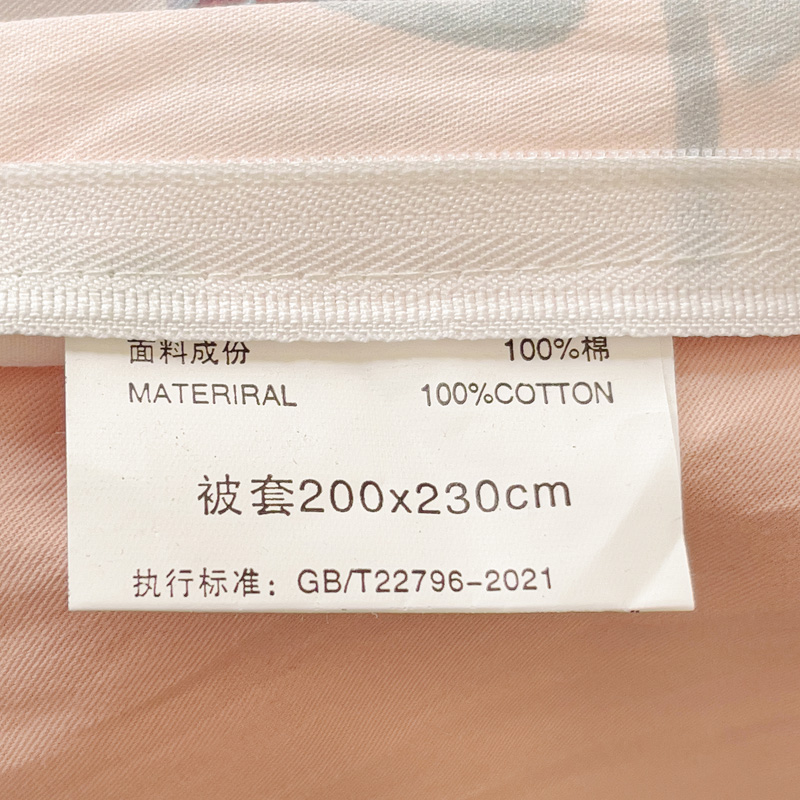 面料成份 100%棉
MATERIRAL 100%COTTON
被套200x230cm
执行标准：GB/T22796-2021